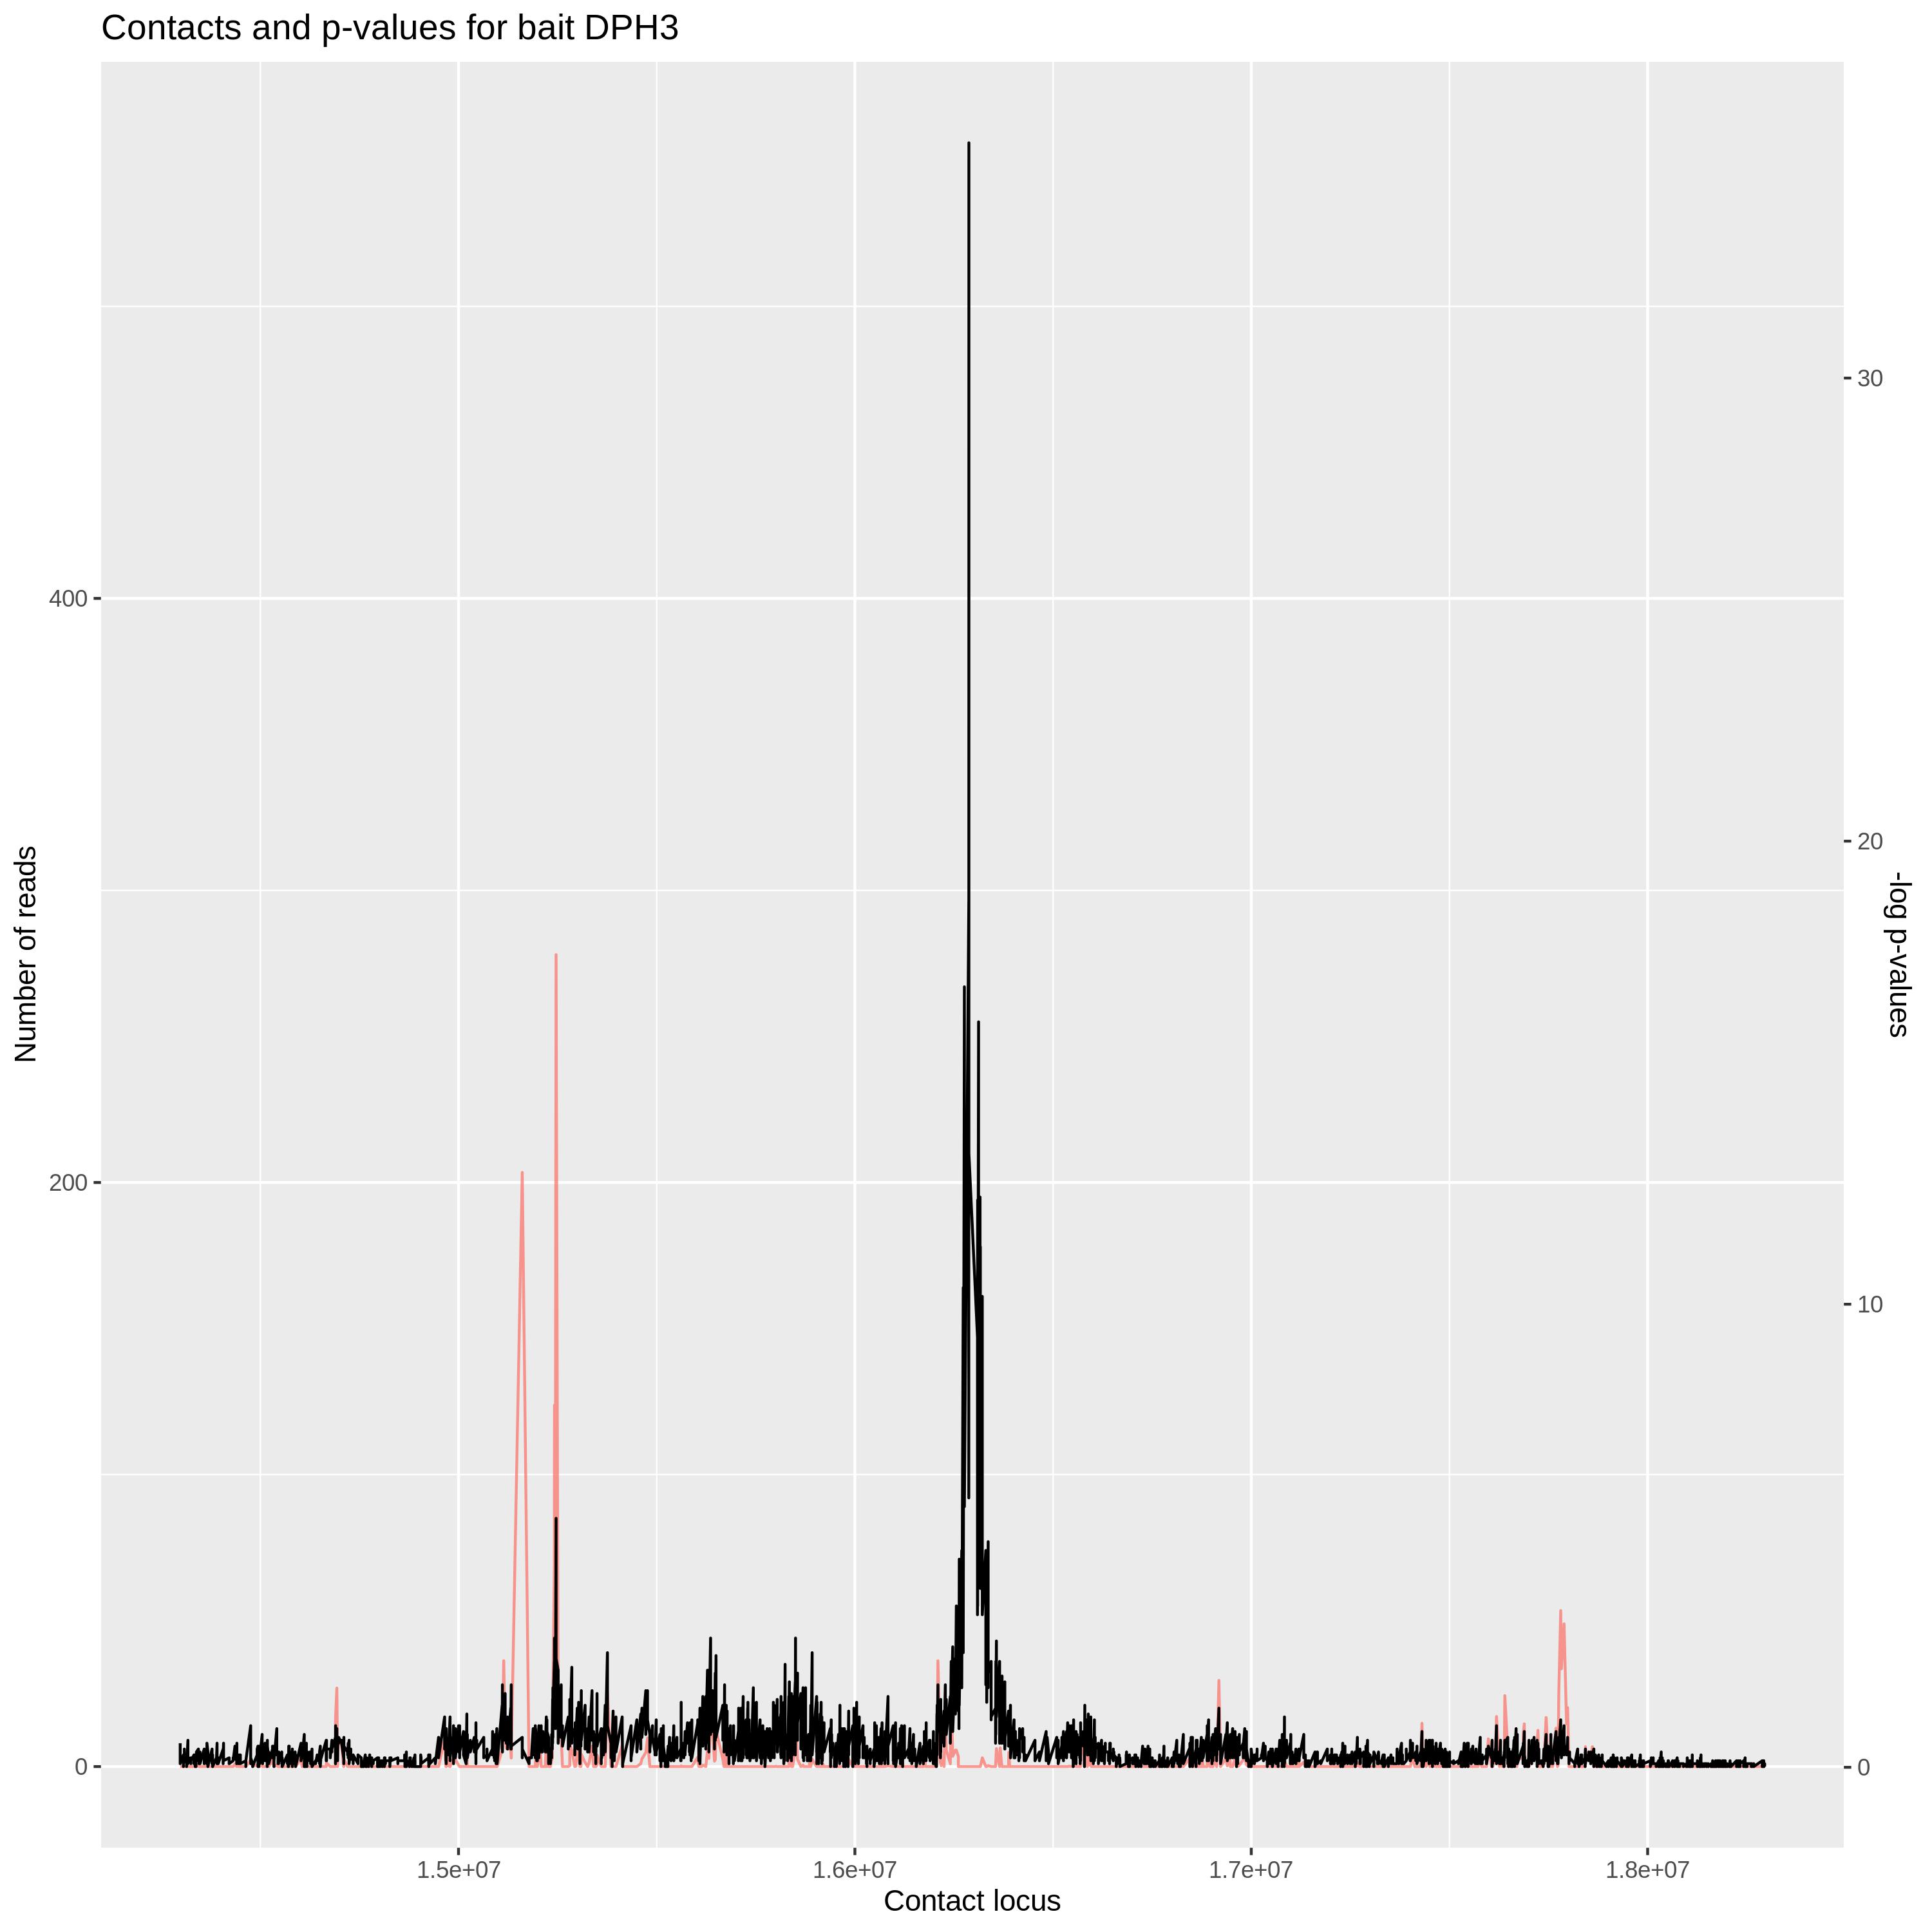 Contacts and p-values for bait DPH3
Number of reads
400
200
0
30
20
10
0
-log p-values
1.5e+07 1.6e+07 1.7e+07 1.8e+07
Contact locus